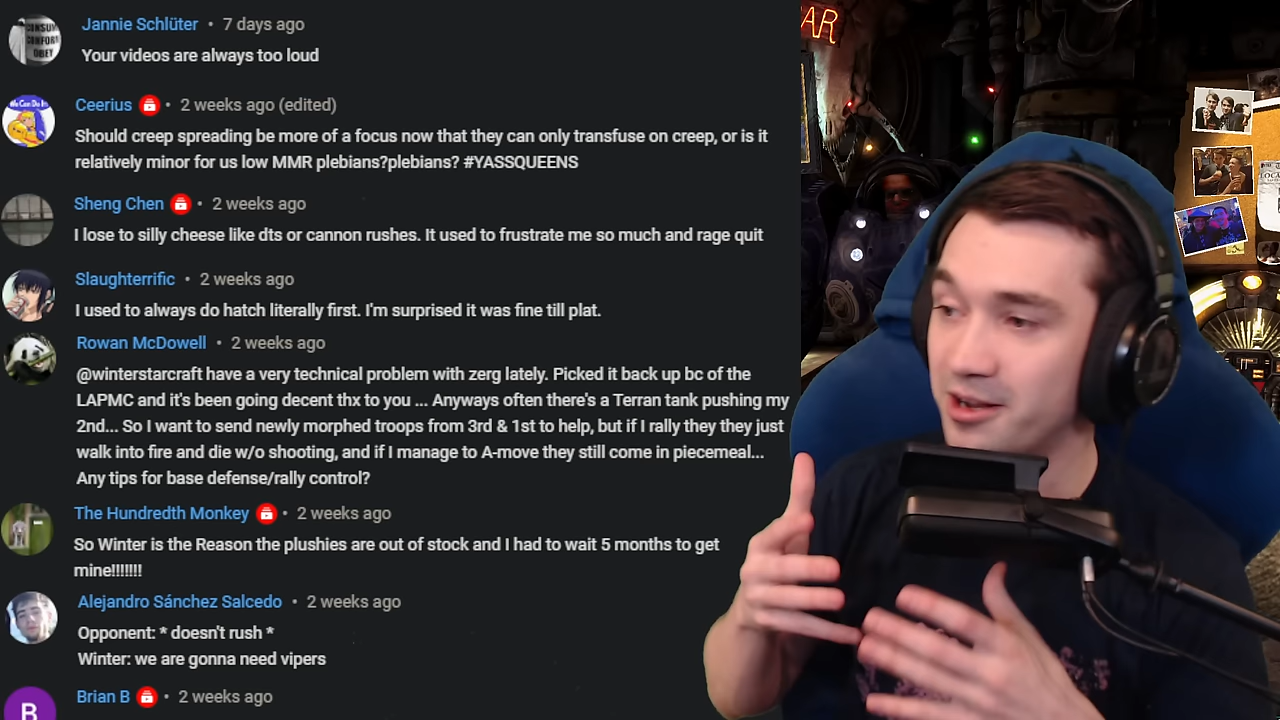 Jannie Schlüter • 7 days ago
Your videos are always too loud
Ceerius • 2 weeks ago (edited)
Should creep spreading be more of a focus now that they can only transfuse on creep, or is it
relatively minor for us low MMR plebians?plebians? #YASSQUEENS
Sheng Chen • 2 weeks ago
I lose to silly cheese like dts or cannon rushes. It used to frustrate me so much and rage quit
Slaughterrific • 2 weeks ago
I used to always do hatch literally first. I'm surprised it was fine till plat.
Rowan McDowell • 2 weeks ago
@winterstarcraft have a very technical problem with zerg lately. Picked it back up bc of the
LAPMC and it's been going decent thx to you ... Anyways often there's a Terran tank pushing my
2nd... So I want to send newly morphed troops from 3rd & 1st to help, but if I rally they they just
walk into fire and die w/o shooting, and if I manage to A-move they still come in piecemeal...
Any tips for base defense/rally control?
The Hundredth Monkey • 2 weeks ago
So Winter is the Reason the plushies are out of stock and I had to wait 5 months to get
mine!!!!!!!
Alejandro Sánchez Salcedo • 2 weeks ago
Opponent: * doesn't rush *
Winter: we are gonna need vipers
Brian B • 2 weeks ago
B
CONSUME
CONFORM
OBEY
We Can Do It
AR